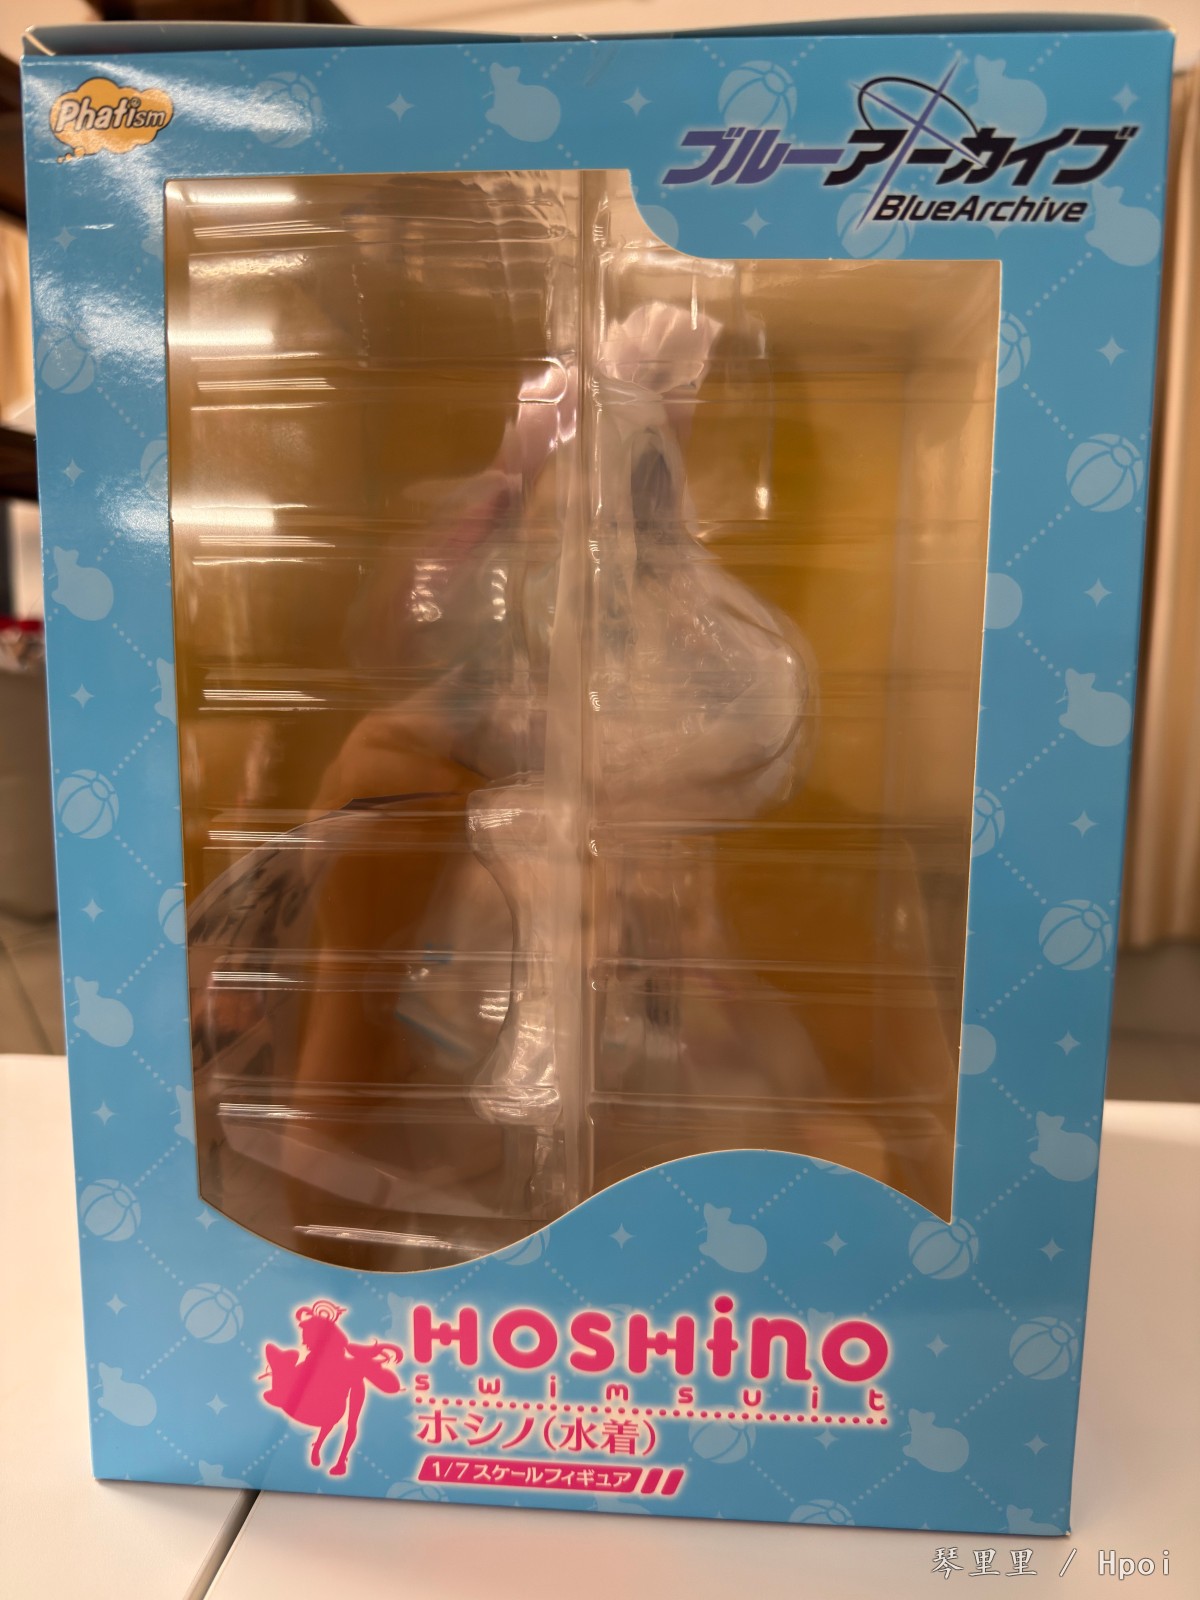 Phatism
ブルーアーカイブ
BlueArchive
HOSHiNO
swimsuit
ホシノ(水着)
1/7スケールフィギュア
琴里里 / Hpoi